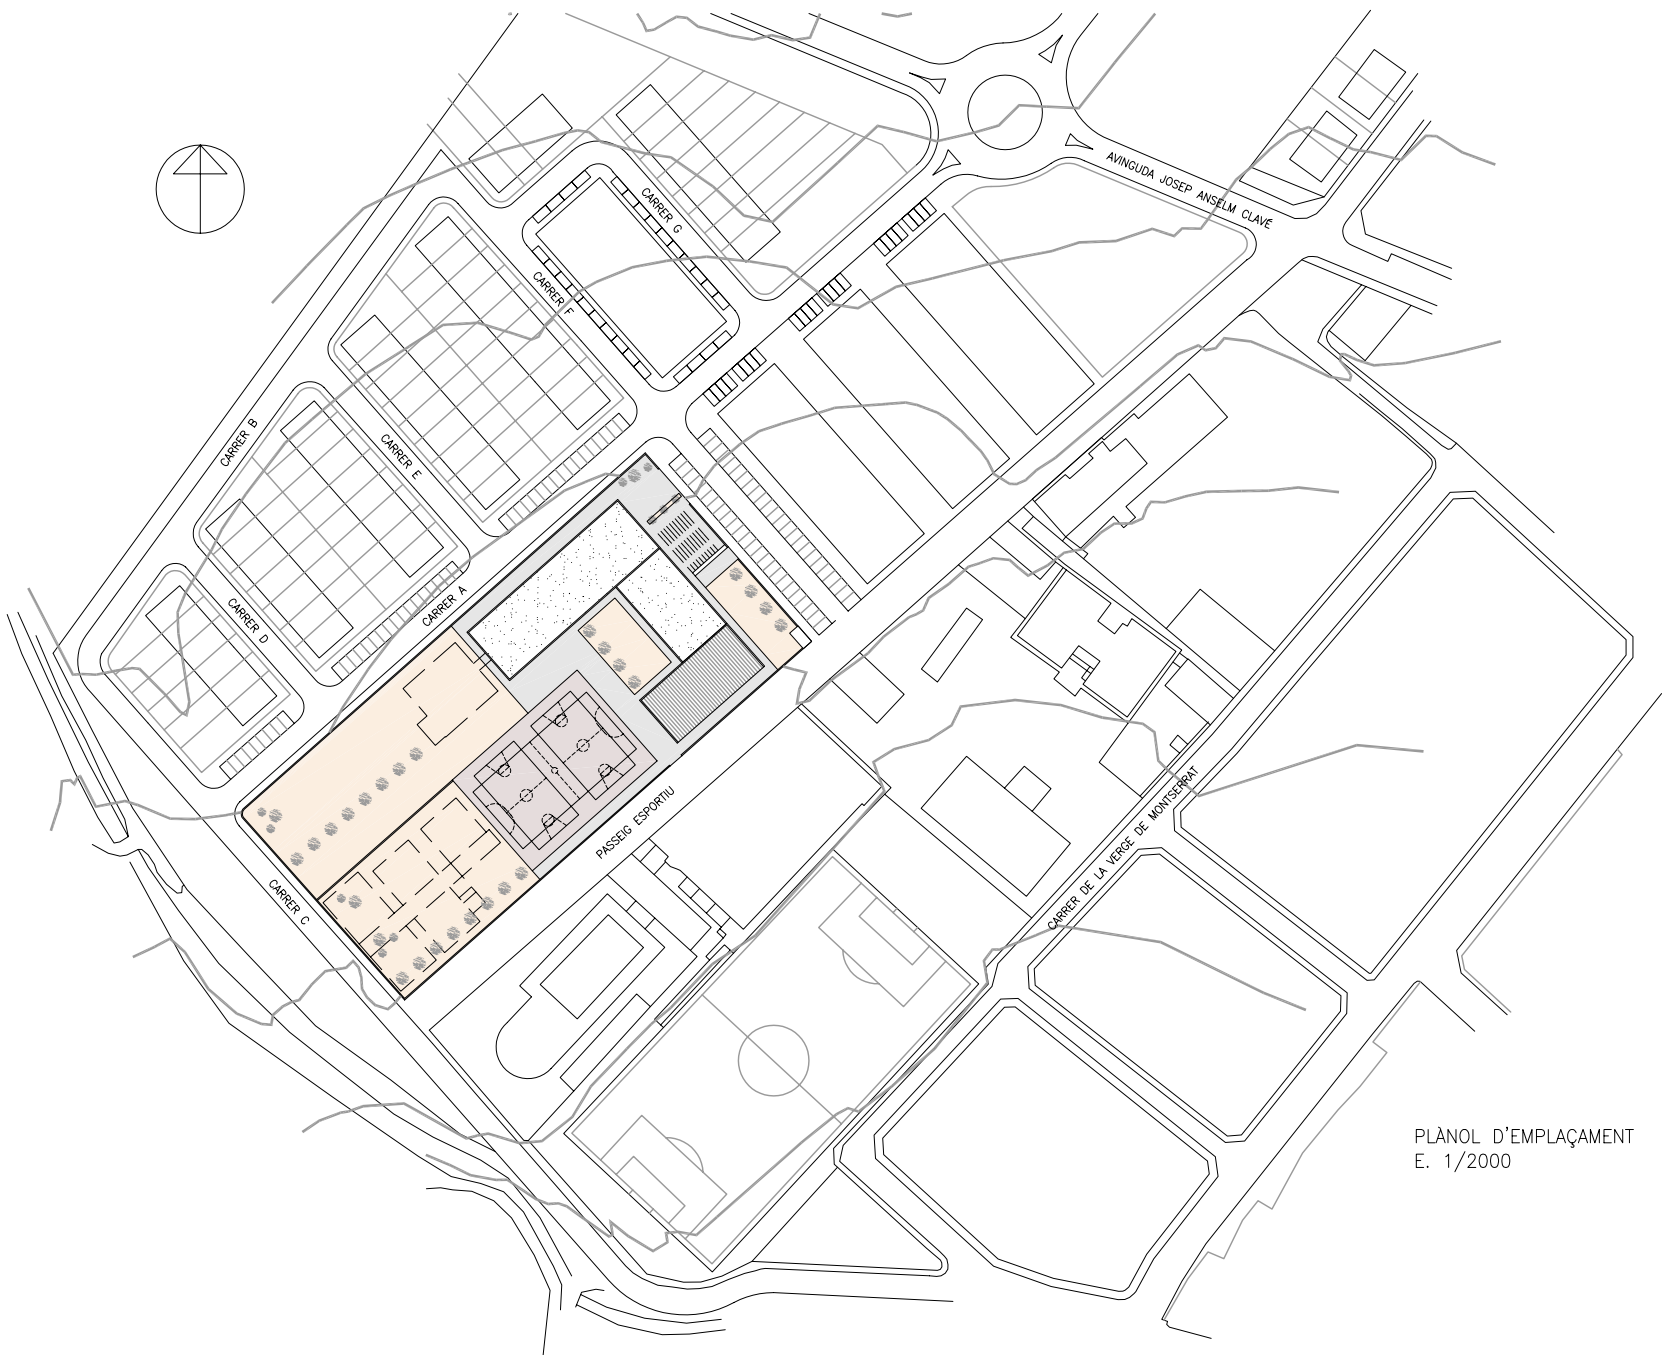 AVINGUDA JOSEP ANSELM CLAVÉ
CARRER G
CARRER F
CARRER B
CARRER E
CARRER A
CARRER D
PASSEIG ESPORTIU
CARRER DE LA VERGE DE MONTSERRAT
CARRER C
PLÀNOL D'EMPLAÇAMENT
E. 1/2000